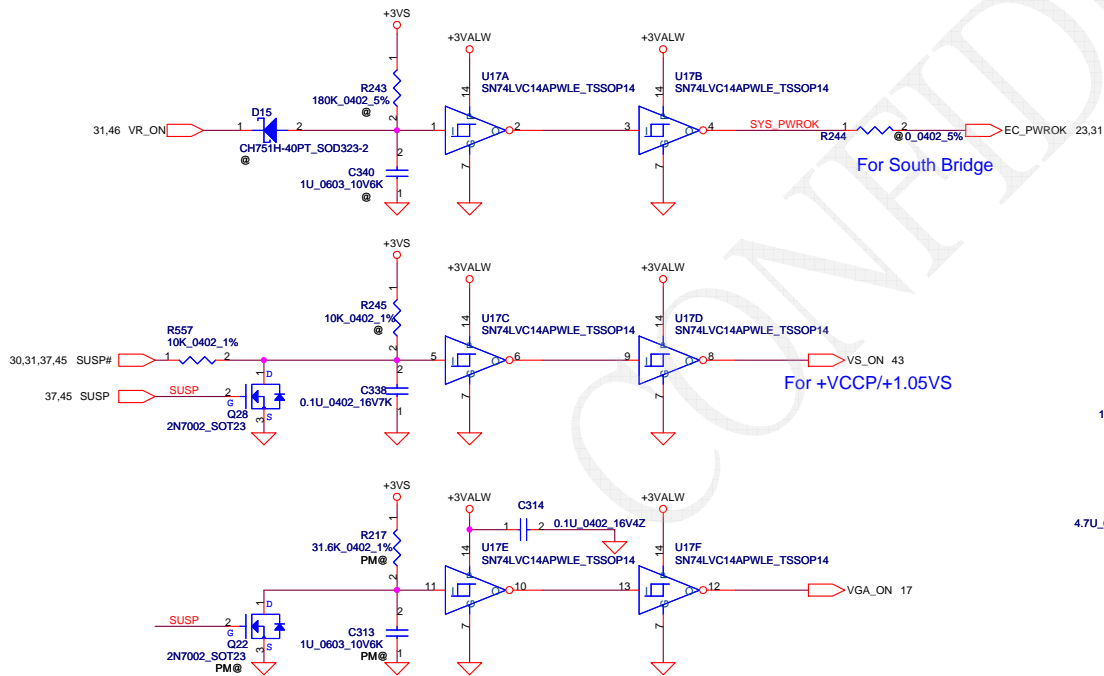 +3VS
+3VALW
+3VALW
R243
180K_0402_5%
@
U17A
SN74LVC14APWLE_TSSOP14
U17B
SN74LVC14APWLE_TSSOP14
D15
31,46 VR_ON
CH751H-40PT_SOD323-2
@
SYS_PWROK
R244
@ 0_0402_5%
EC_PWROK 23,31
For South Bridge
C340
1U_0603_10V6K
@
+3VS
+3VALW
+3VALW
R245
10K_0402_1%
@
U17C
SN74LVC14APWLE_TSSOP14
U17D
SN74LVC14APWLE_TSSOP14
R557
10K_0402_1%
30,31,37,45 SUSP#
VS_ON 43
For +VCCP/+1.05VS
37,45 SUSP
SUSP
Q28
2N7002_SOT23
C338
0.1U_0402_16V7K
+3VS
+3VALW
+3VALW
C314
0.1U_0402_16V4Z
R217
31.6K_0402_1%
PM@
U17E
SN74LVC14APWLE_TSSOP14
U17F
SN74LVC14APWLE_TSSOP14
VGA_ON 17
SUSP
Q22
2N7002_SOT23
PM@
C313
1U_0603_10V6K
PM@
CONFID